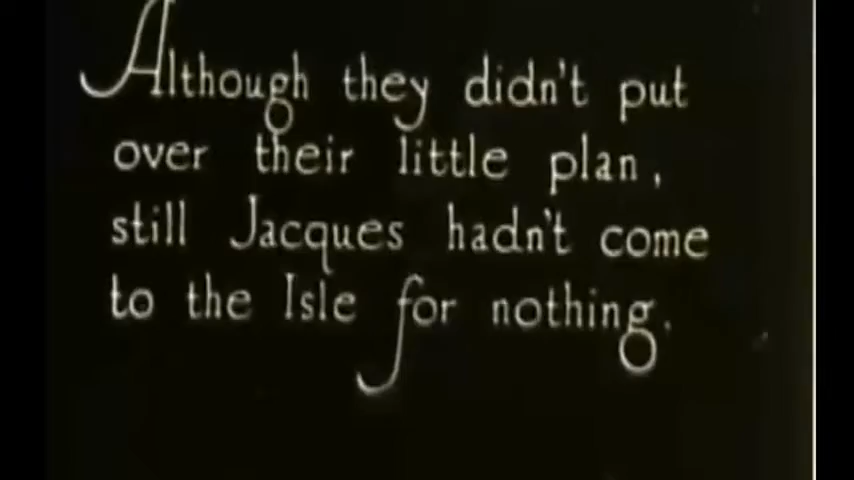 Although they didn't put
over their little plan,
still Jacques hadn't come
to the Isle for nothing.